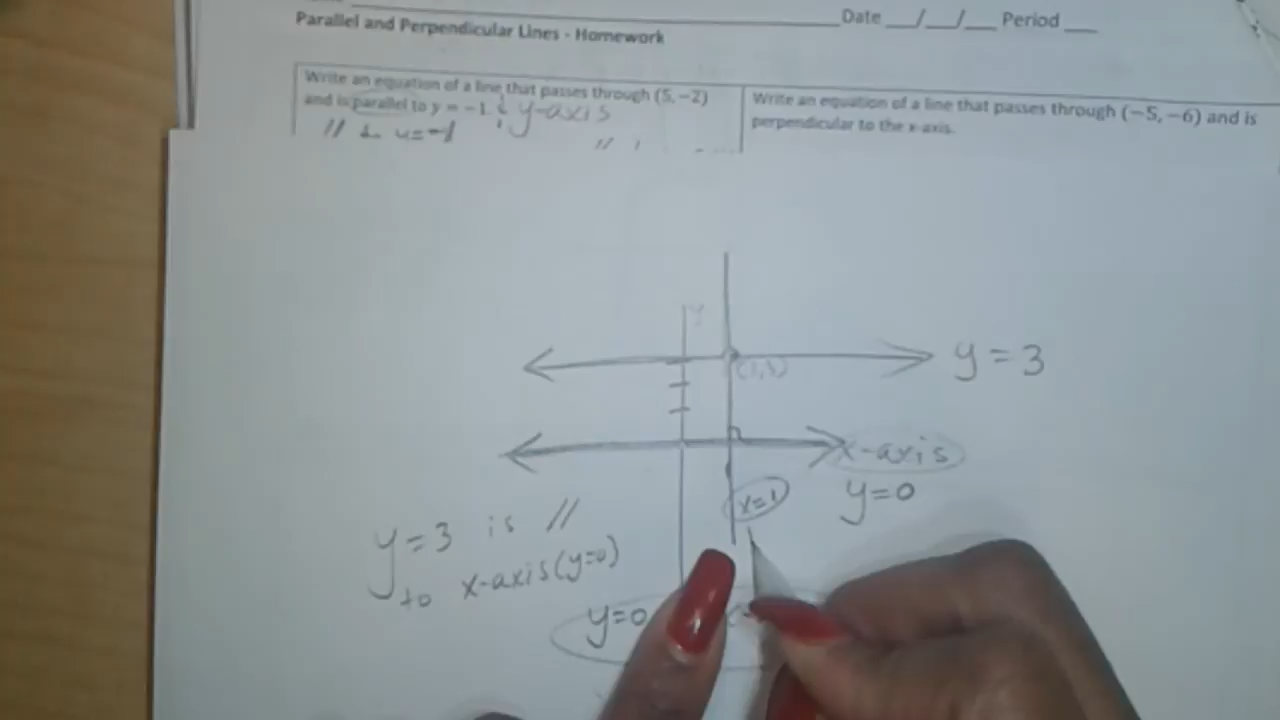 Date ___/___/___ Period ___
Parallel and Perpendicular Lines - Homework
Write an equation of a line that passes through (5, −2)
and is parallel to y = −1. y-axis
Write an equation of a line that passes through (−5, −6) and is
perpendicular to the x-axis.
y
y = 3
x-axis
x=1
y=0
y=3 is //
to x-axis(y=0)
y=0